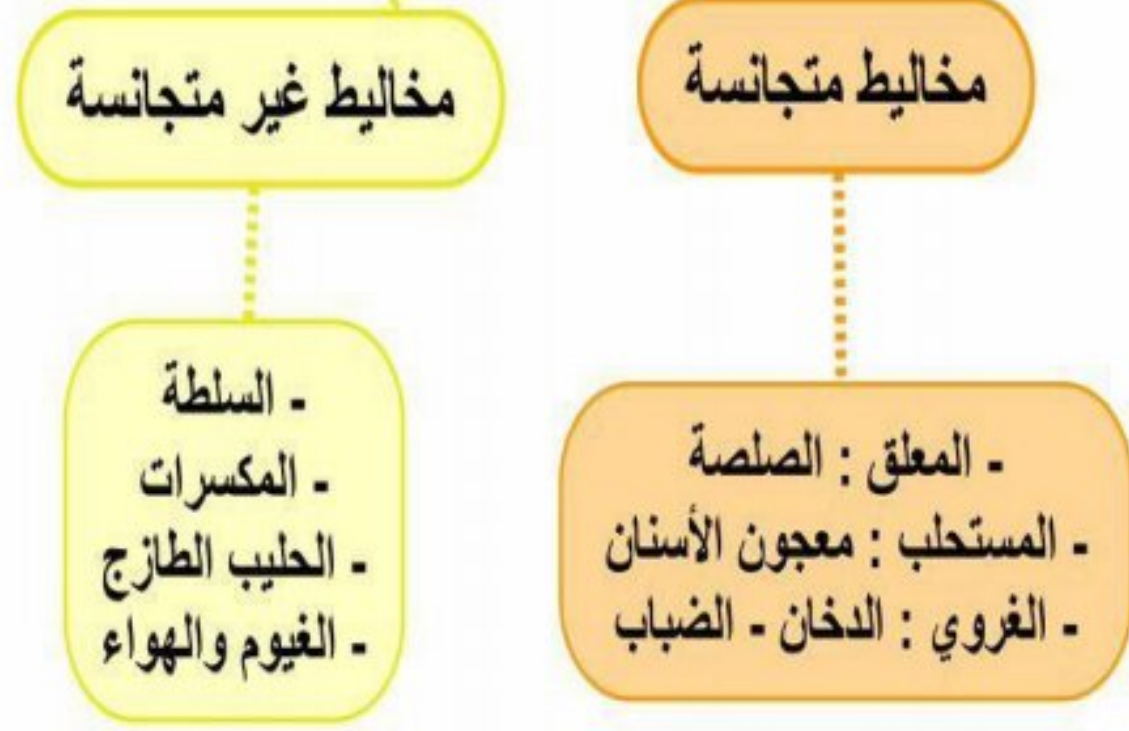 مخاليط متجانسة
- المعلق : الصلصة
- المستحلب : معجون الأسنان
- الغروي : الدخان - الضباب
مخاليط غير متجانسة
- السلطة
- المكسرات
- الحليب الطازج
- الغيوم والهواء